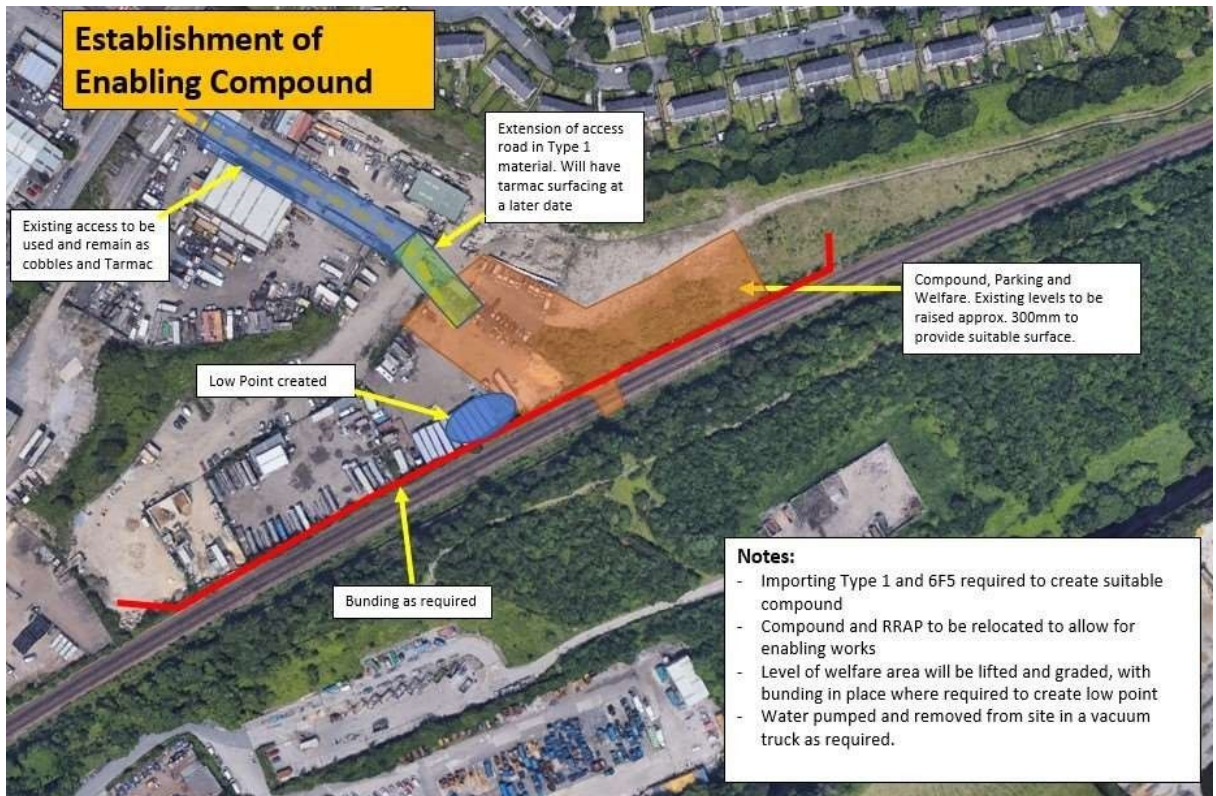 Establishment of
Enabling Compound
Extension of access
road in Type 1
material. Will have
tarmac surfacing at
a later date
Existing access to be
used and remain as
cobbles and Tarmac
Compound, Parking and
Welfare. Existing levels to be
raised approx. 300mm to
provide suitable surface.
Low Point created
Bunding as required
Notes:
- Importing Type 1 and 6F5 required to create suitable
compound
- Compound and RRAP to be relocated to allow for
enabling works
- Level of welfare area will be lifted and graded, with
bunding in place where required to create low point
- Water pumped and removed from site in a vacuum
truck as required.